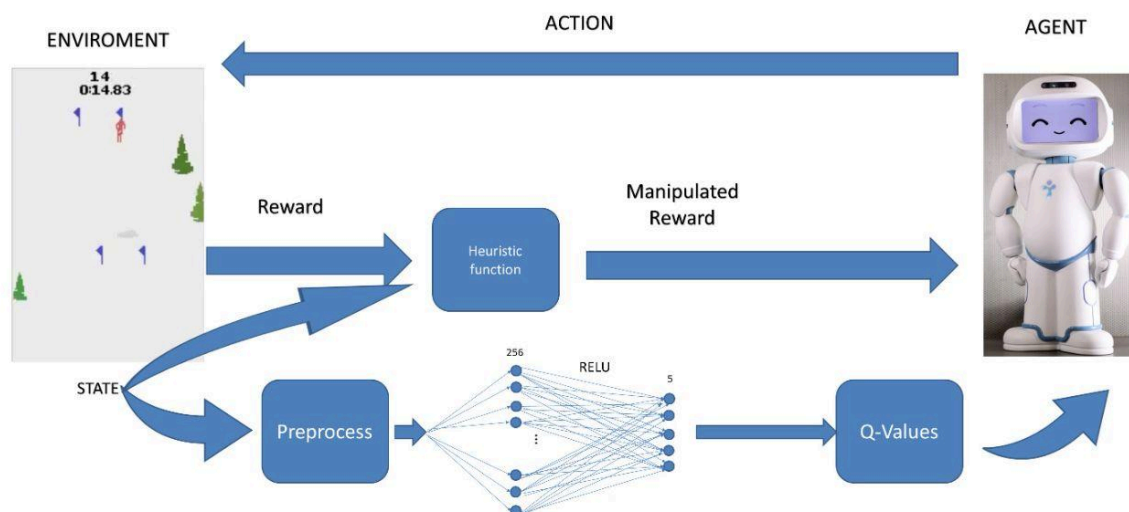 ACTION
ENVIROMENT
AGENT
14
0:14.83
Reward
Manipulated
Reward
Heuristic
function
STATE
256
RELU
5
Preprocess
⋮
Q-Values